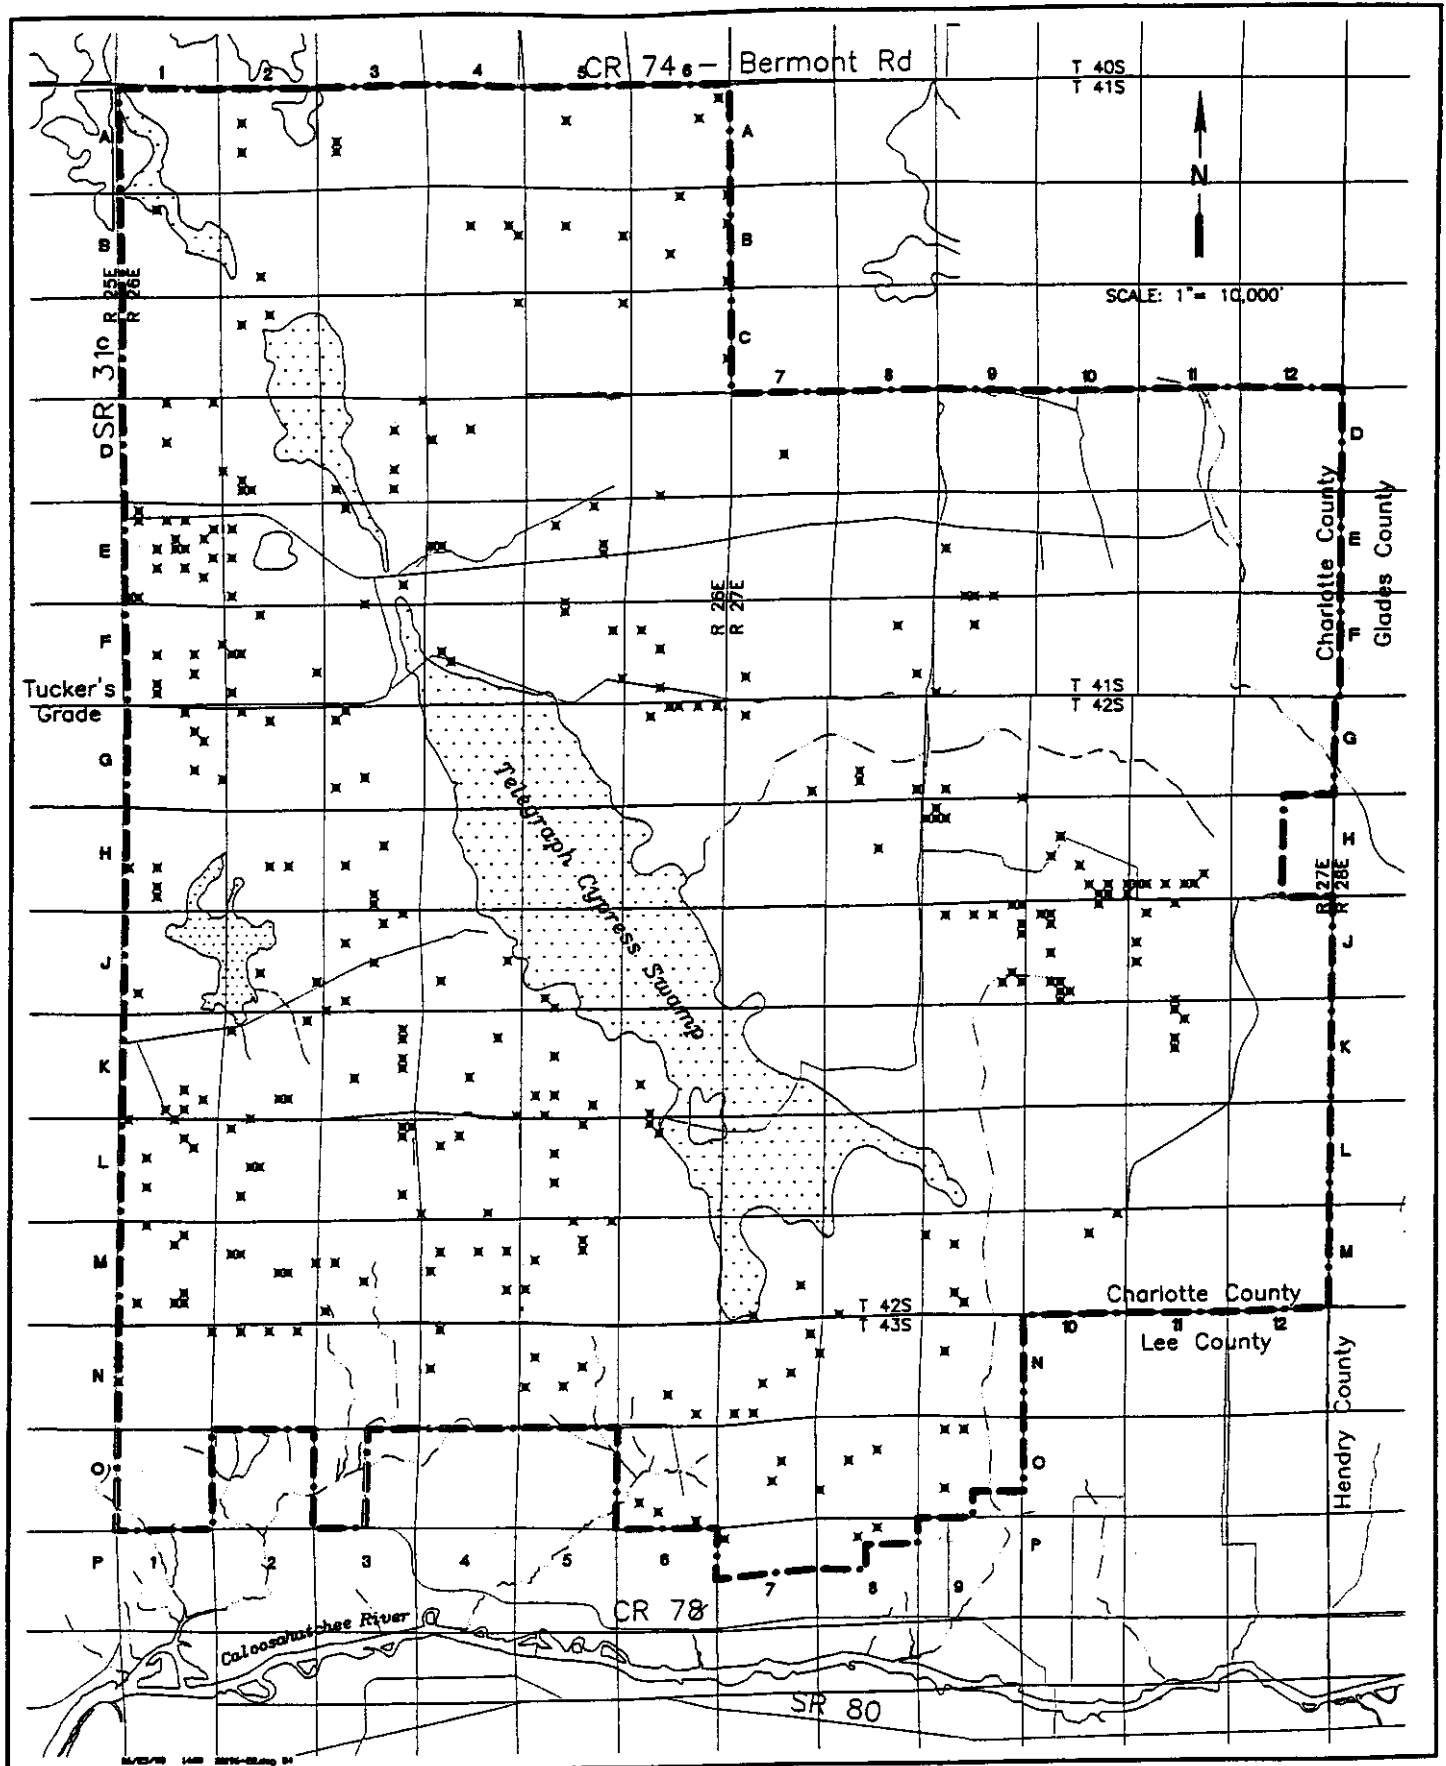 1 2 3 4 5 6
CR 74 - Bermont Rd
T 40S
T 41S
A
A
N
B
B
R 25E
R 26E
SCALE: 1"= 10,000'
C
C
SR 31
7 8 9 10 11 12
D
D
Charlotte County
Glades County
E
E
R 26E
R 27E
F
F
Tucker's
Grade
T 41S
T 42S
G
G
Telegraph Cypress Swamp
H
H
R 27E
R 28E
J
J
K
K
L
L
M
M
Charlotte County
T 42S
T 43S
10 11 12
Lee County
N
N
Hendry County
O
O
P
P
1 2 3 4 5 6 7 8 9
CR 78
Caloosahatchee River
SR 80